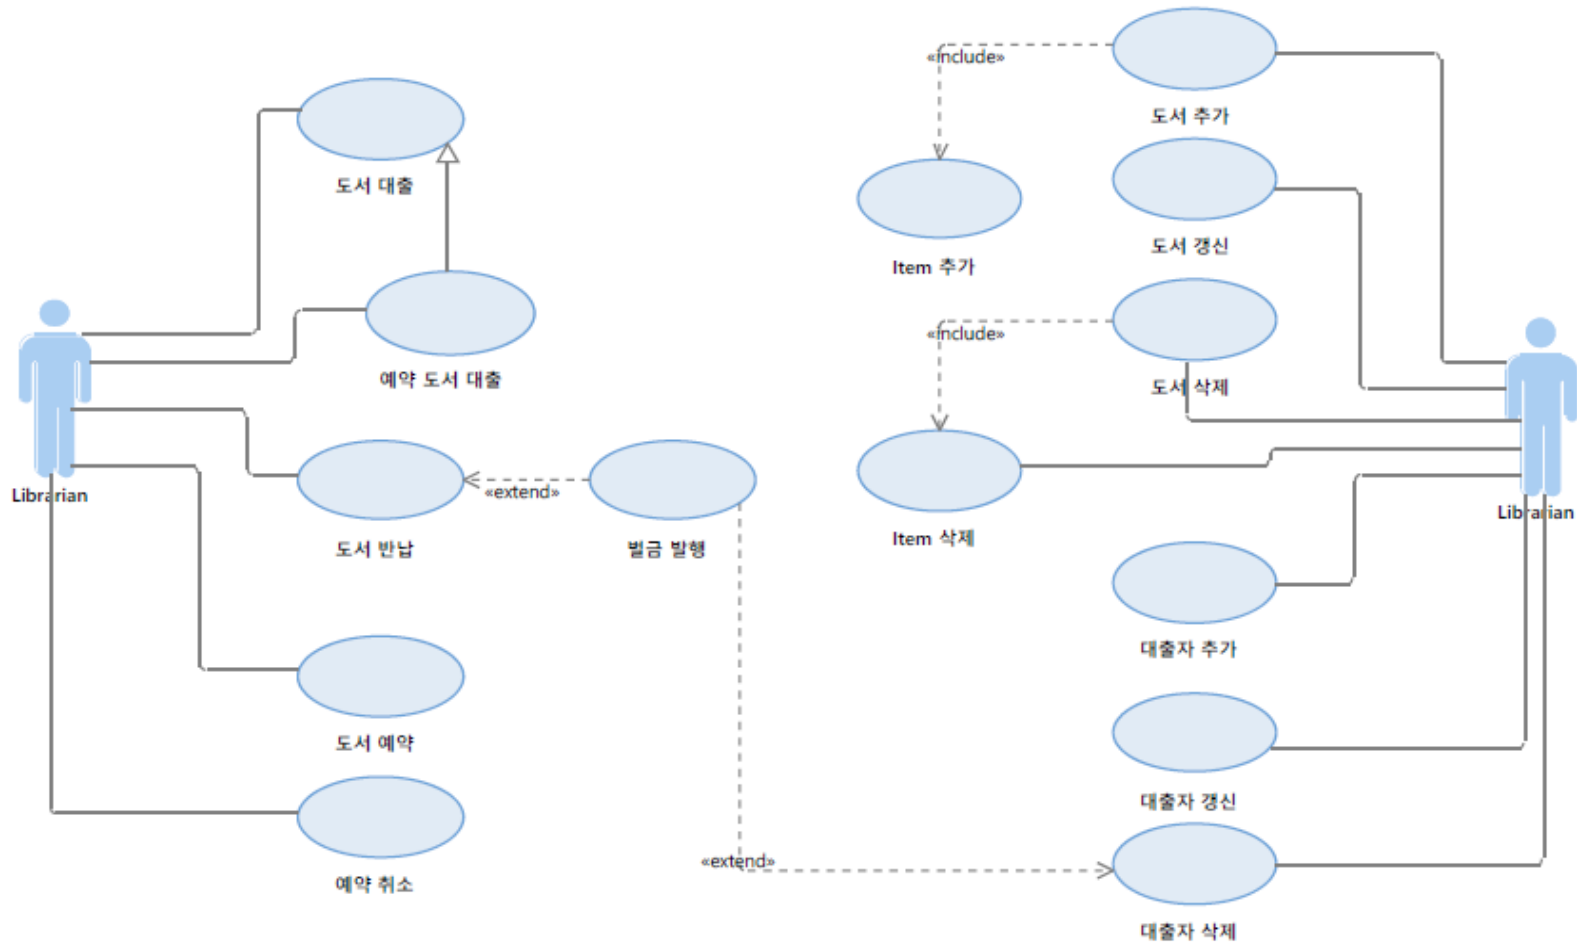 «include»
도서 추가
도서 대출
도서 갱신
Item 추가
«include»
예약 도서 대출
도서 삭제
Librarian
«extend»
Librarian
도서 반납
벌금 발행
Item 삭제
대출자 추가
도서 예약
대출자 갱신
«extend»
예약 취소
대출자 삭제